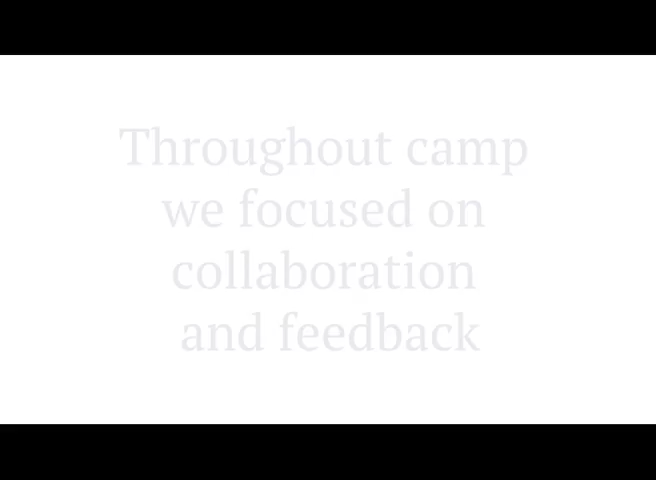 Throughout camp
we focused on
collaboration
and feedback